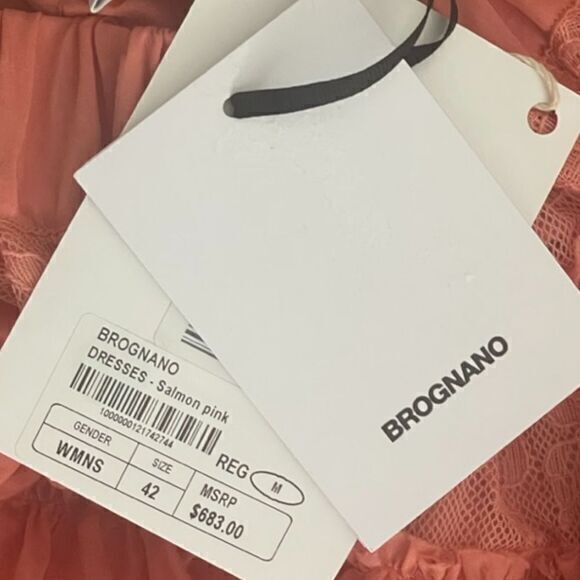 BROGNANO
BROGNANO
DRESSES - Salmon pink
100000012174274​4
REG M
GENDER SIZE MSRP
WMNS 42 $683.00